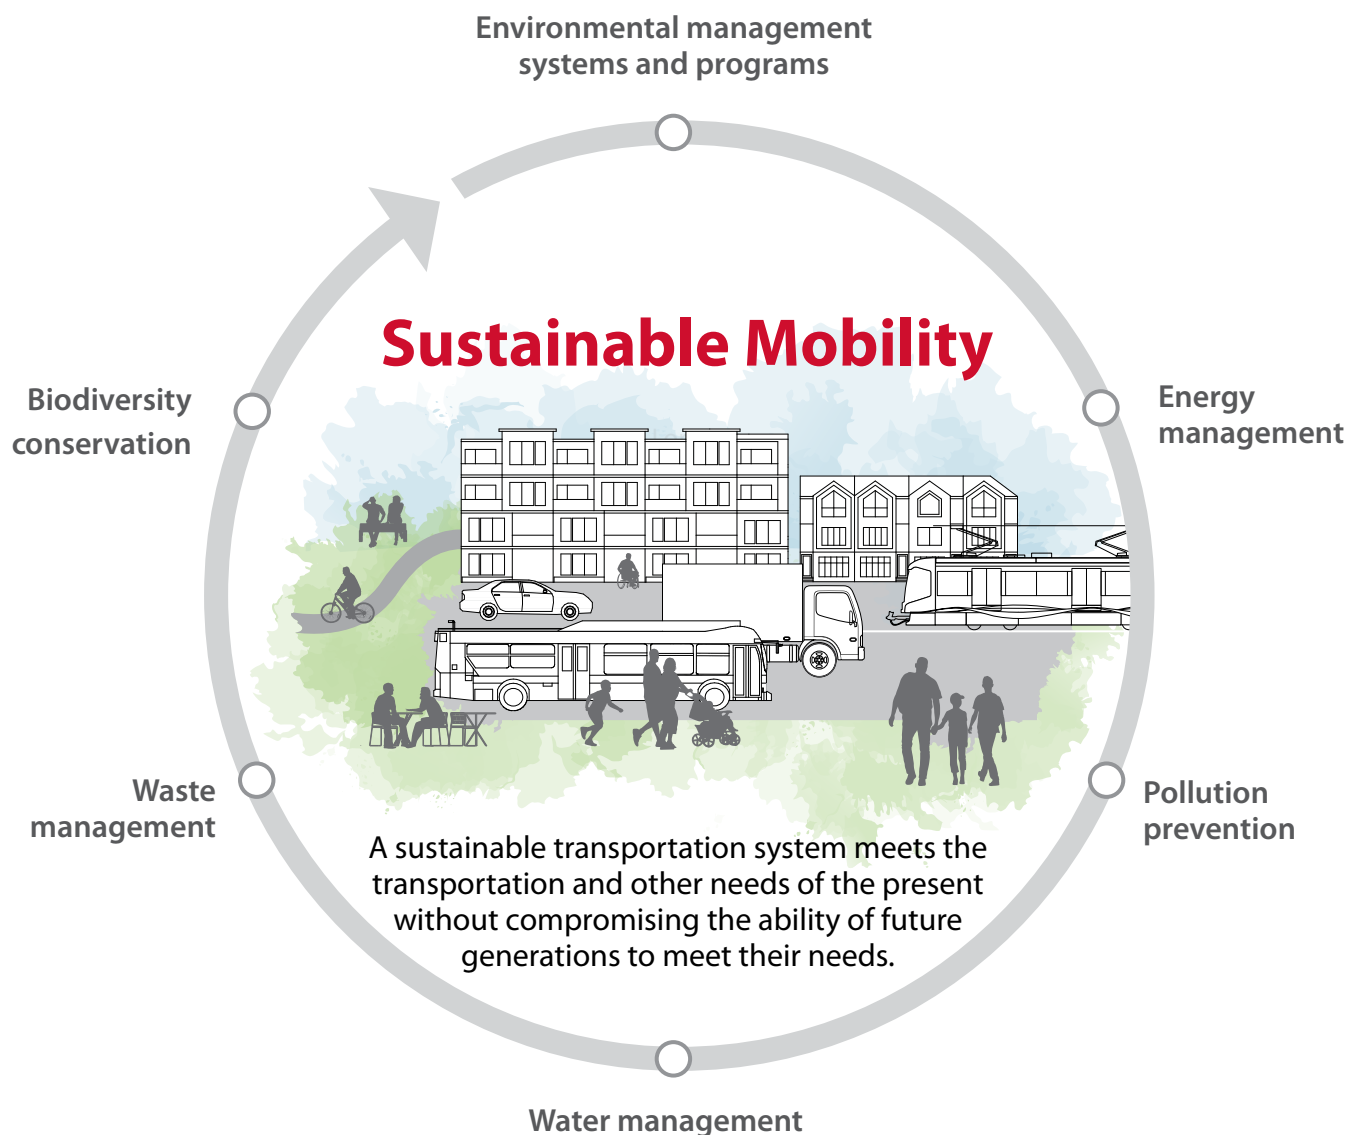 Environmental management
systems and programs
Sustainable Mobility
Biodiversity
conservation
Energy
management
Waste
management
Pollution
prevention
A sustainable transportation system meets the
transportation and other needs of the present
without compromising the ability of future
generations to meet their needs.
Water management